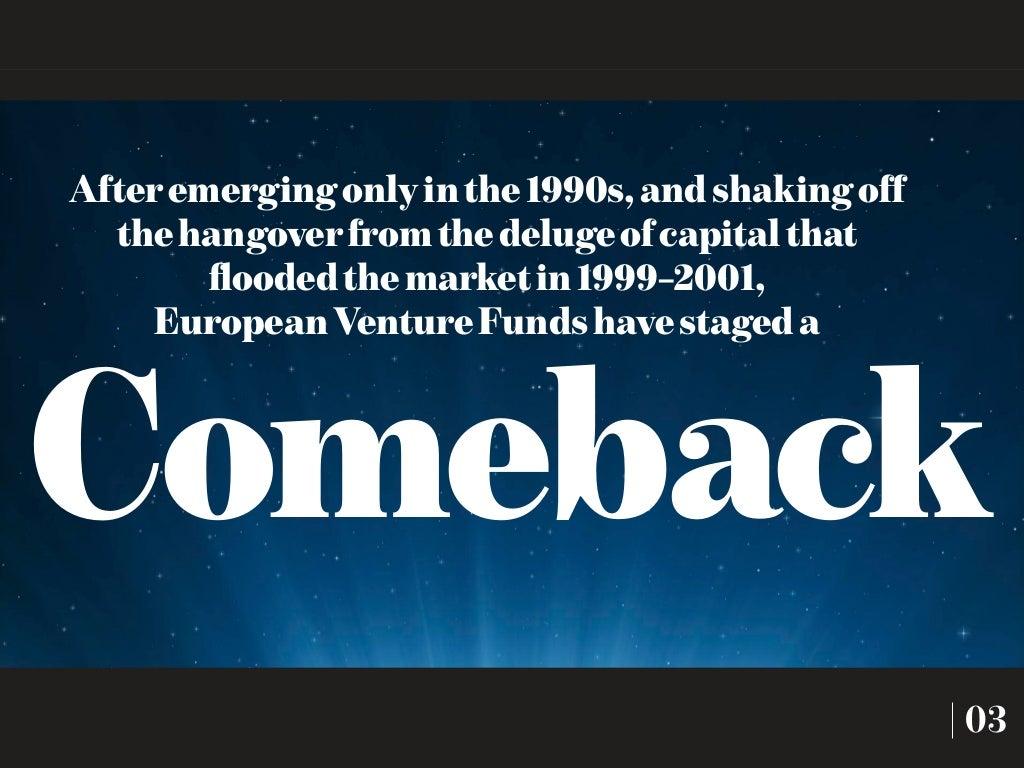 After emerging only in the 1990s, and shaking off
the hangover from the deluge of capital that
flooded the market in 1999–2001,
European Venture Funds have staged a
Comeback
| 03